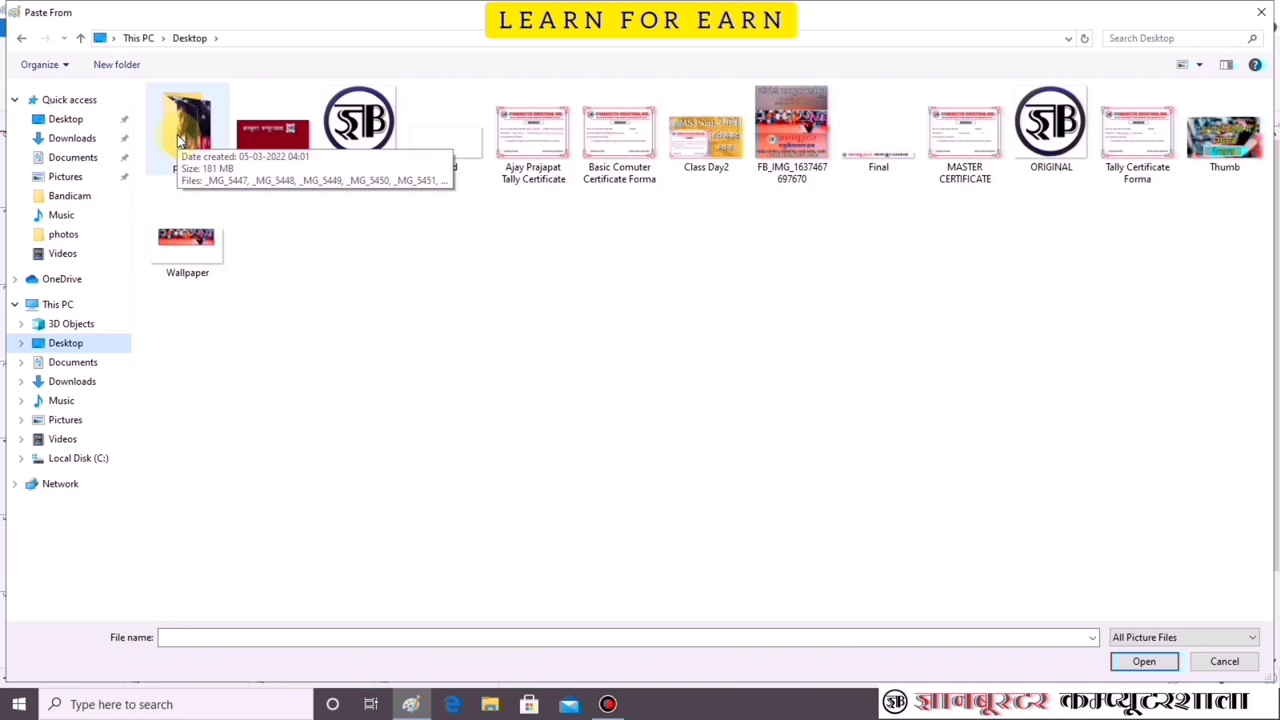 Paste From
LEARN FOR EARN
This PC
Desktop
Search Desktop
Organize
New folder
Quick access
Desktop
Downloads
Documents
Pictures
Bandicam
Music
photos
Videos
OneDrive
This PC
3D Objects
Desktop
Documents
Downloads
Music
Pictures
Videos
Local Disk (C:)
Network
Date created: 05-03-2022 04:01
Size: 181 MB
Files: _MG_5447, _MG_5448, _MG_5449, _MG_5450, _MG_5451, ...
Ajay Prajapat
Tally Certificate
Basic Comuter
Certificate Forma
Class Day2
FB_IMG_1637467
697670
Final
MASTER
CERTIFICATE
ORIGINAL
Tally Certificate
Forma
Thumb
Wallpaper
File name:
All Picture Files
Open
Cancel
Type here to search
ज्ञानबूस्टर कम्प्यूटरशाला